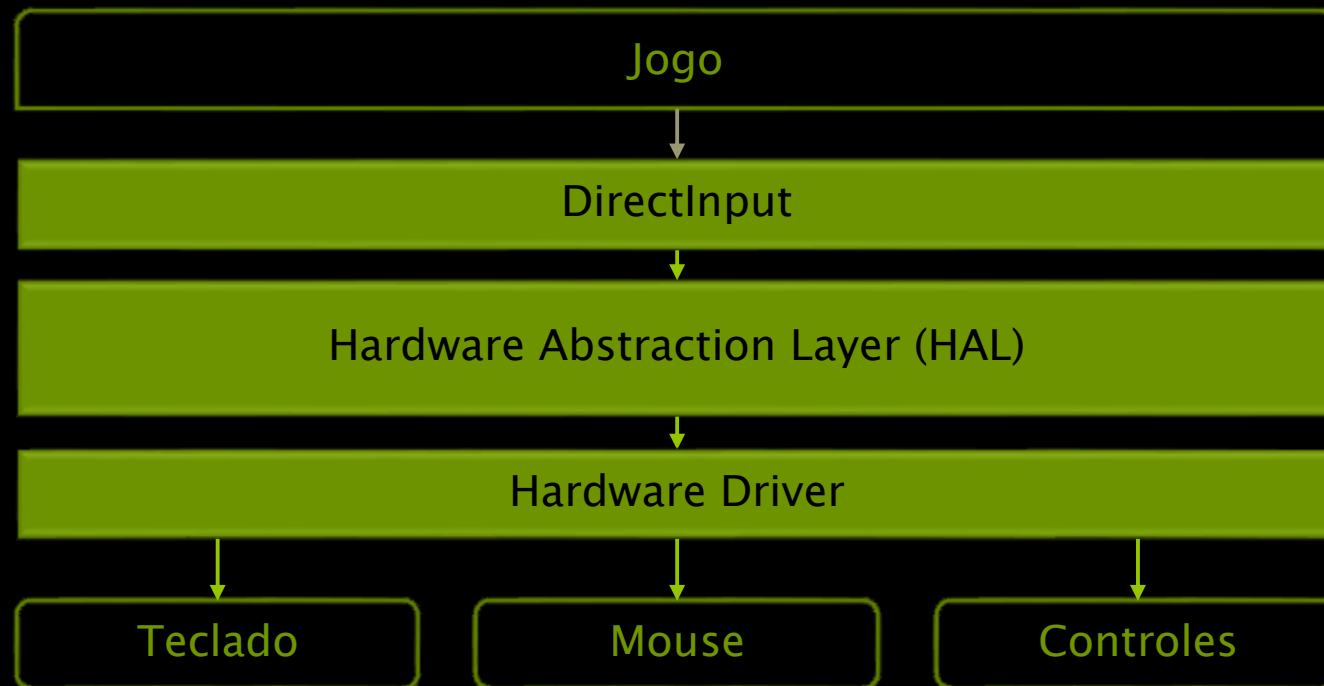 Jogo
DirectInput
Hardware Abstraction Layer (HAL)
Hardware Driver
Teclado
Mouse
Controles